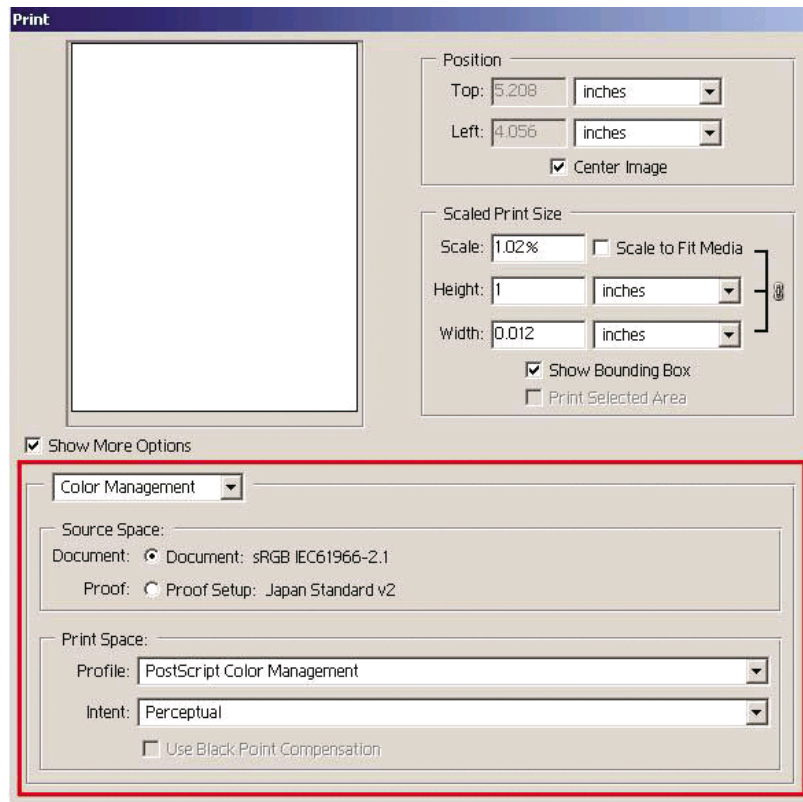 Print
Position
Top: 5.208 inches
Left: 4.056 inches
Center Image
Scaled Print Size
Scale: 1.02% Scale to Fit Media
Height: 1 inches
Width: 0.012 inches
Show Bounding Box
Print Selected Area
Show More Options
Color Management
Source Space:
Document: Document: sRGB IEC61966-2.1
Proof: Proof Setup: Japan Standard v2
Print Space:
Profile: PostScript Color Management
Intent: Perceptual
Use Black Point Compensation